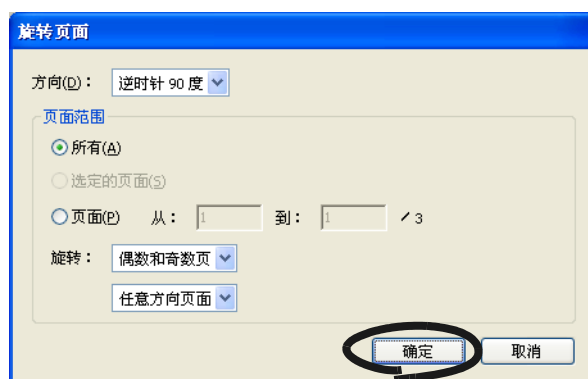 旋转页面
方向(D)： 逆时针 90 度
页面范围
所有(A)
选定的页面(S)
页面(P) 从： 1 到： 1 / 3
旋转： 偶数和奇数页
任意方向页面
确定 取消